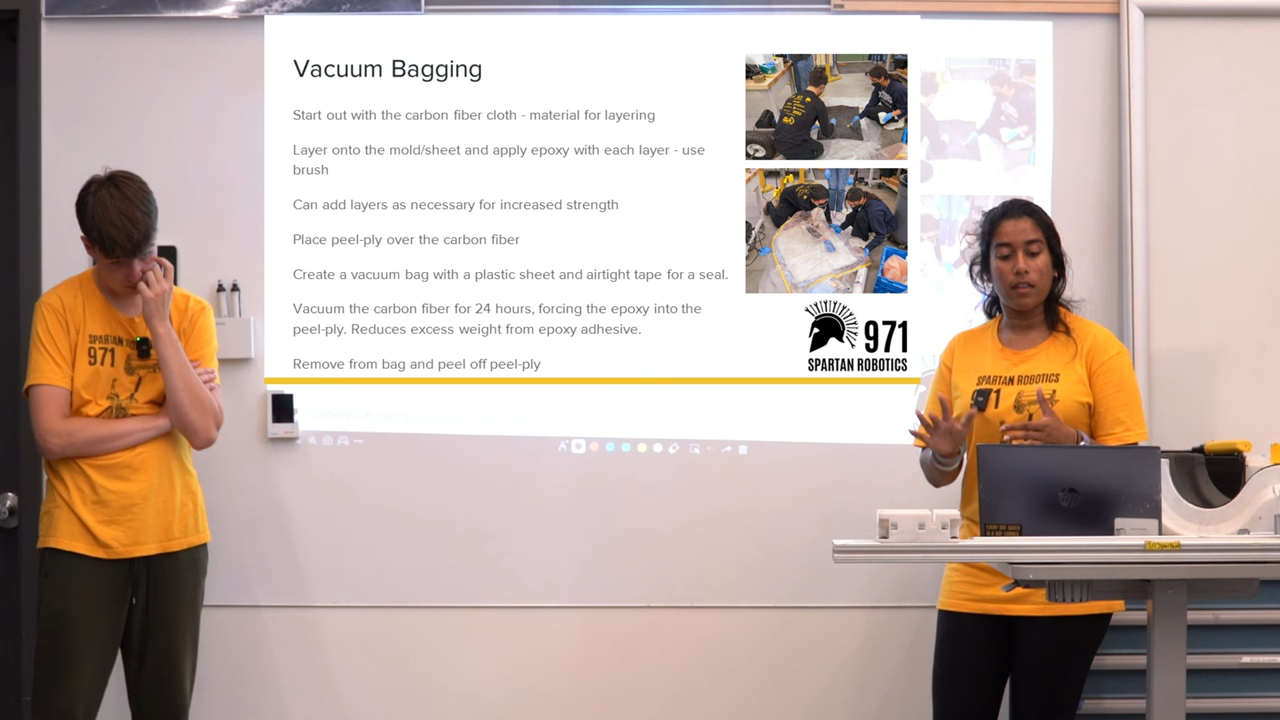 Vacuum Bagging
Start out with the carbon fiber cloth - material for layering
Layer onto the mold/sheet and apply epoxy with each layer - use
brush
Can add layers as necessary for increased strength
Place peel-ply over the carbon fiber
Create a vacuum bag with a plastic sheet and airtight tape for a seal.
Vacuum the carbon fiber for 24 hours, forcing the epoxy into the
peel-ply. Reduces excess weight from epoxy adhesive.
Remove from bag and peel off peel-ply
971
SPARTAN ROBOTICS
SPARTAN
971
SPARTAN ROBOTICS
971
hp